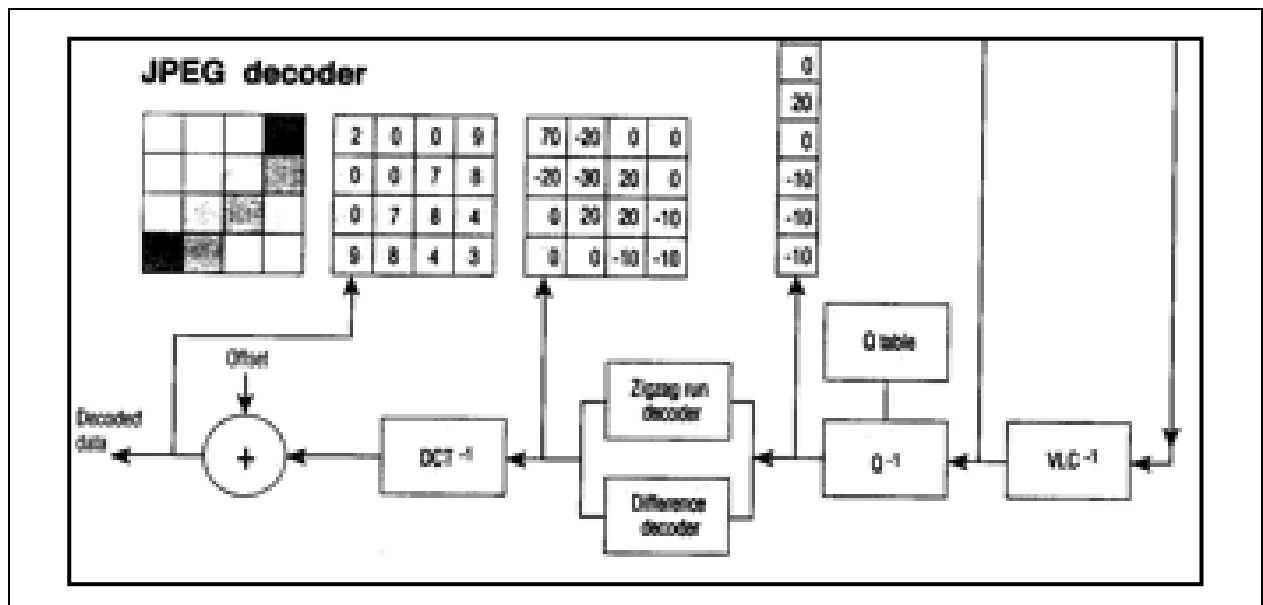 JPEG decoder
2 0 0 9
0 0 7 8
0 7 8 4
9 8 4 3
70 -20 0 0
-20 -30 20 0
0 20 20 -10
0 0 -10 -10
0
20
0
-10
-10
-10
Offset
Decoded
data
+
DCT -1
Zigzag run
decoder
Difference
decoder
Q table
Q -1
VLC -1